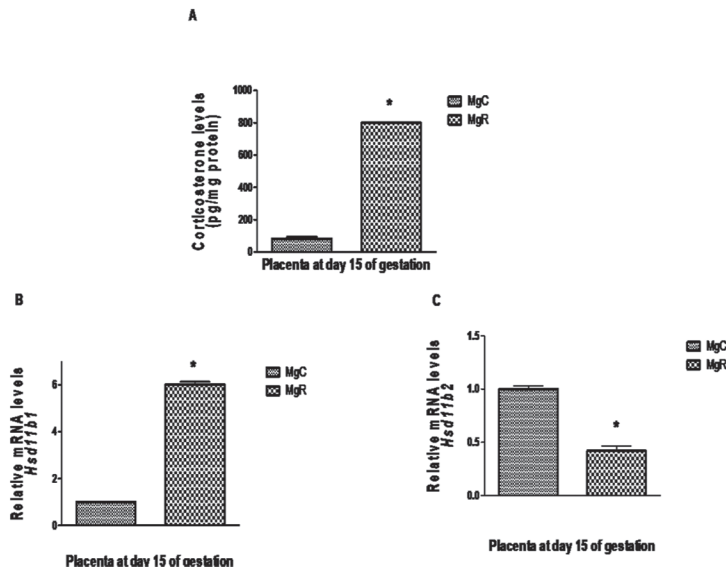 A
Corticosterone levels
(pg/mg protein)
1000
800
600
400
200
0
*
MgC
MgR
Placenta at day 15 of gestation
B
Relative mRNA levels
Hsd11b1
6
4
2
0
*
MgC
MgR
Placenta at day 15 of gestation
C
Relative mRNA levels
Hsd11b2
1.5
1.0
0.5
0.0
*
MgC
MgR
Placenta at day 15 of gestation